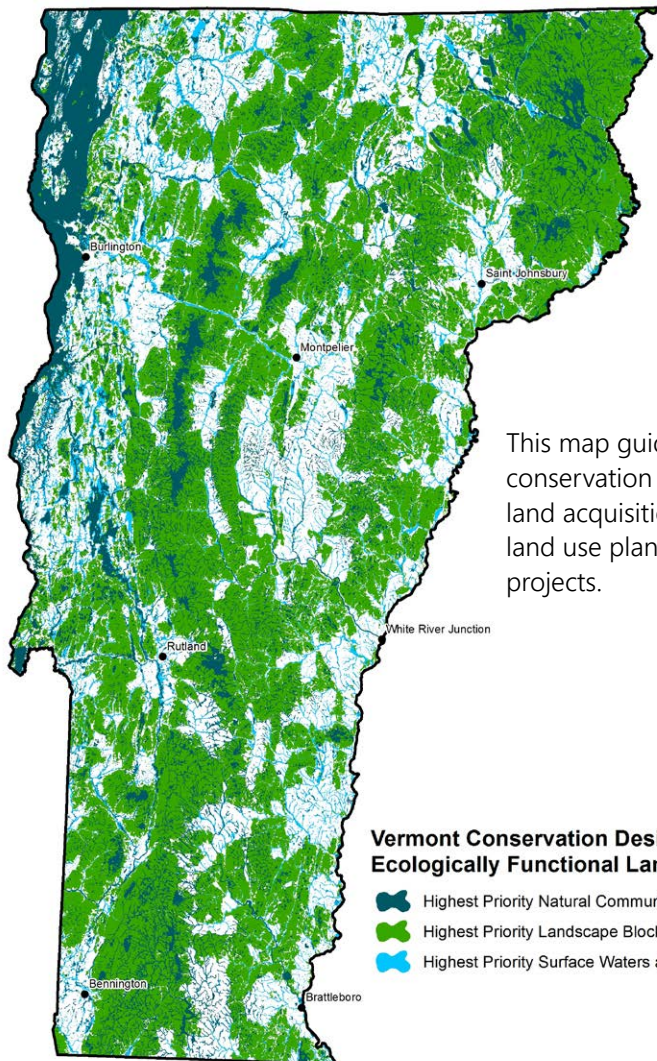 Burlington
Saint Johnsbury
Montpelier
This map guid
conservation
land acquisitio
land use plan
projects.
White River Junction
Rutland
Vermont Conservation Desi
Ecologically Functional Lan
Highest Priority Natural Commun
Highest Priority Landscape Block
Highest Priority Surface Waters a
Bennington
Brattleboro